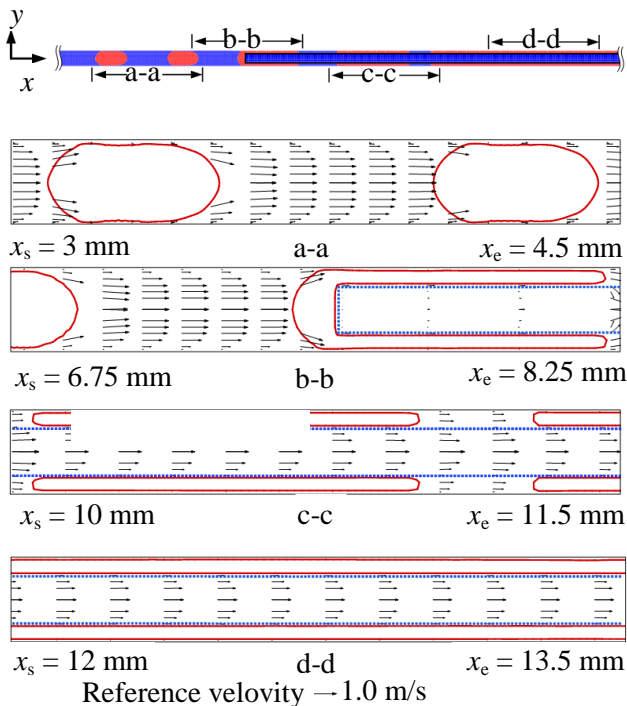 y
x
b-b
d-d
a-a
c-c
xs = 3 mm a-a xe = 4.5 mm
xs = 6.75 mm b-b xe = 8.25 mm
xs = 10 mm c-c xe = 11.5 mm
xs = 12 mm d-d xe = 13.5 mm
Reference velovity → 1.0 m/s